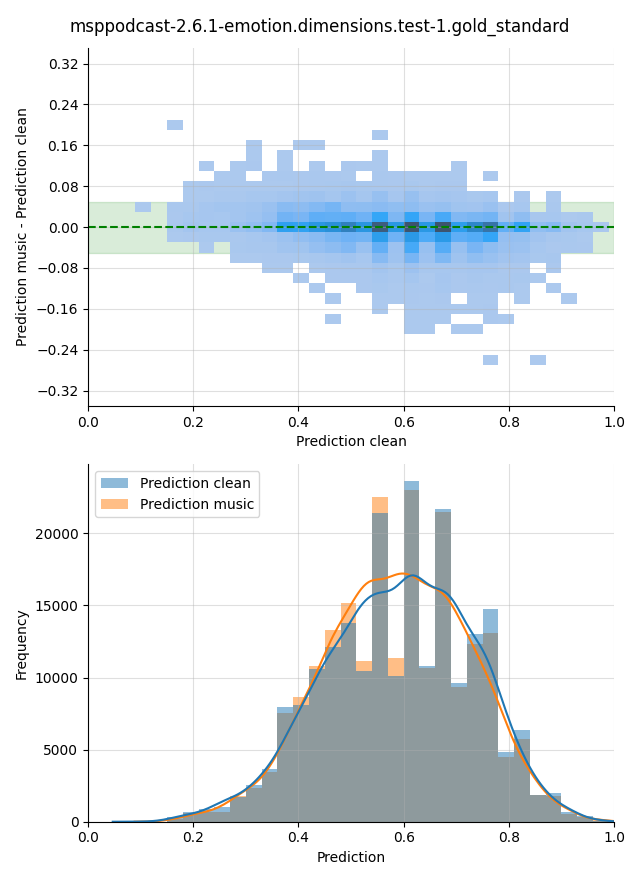 msppodcast-2.6.1-emotion.dimensions.test-1.gold_standard
Prediction music - Prediction clean
0.32
0.24
0.16
0.08
0.00
−0.08
−0.16
−0.24
−0.32
0.0 0.2 0.4 0.6 0.8 1.0
Prediction clean
Prediction clean
Prediction music
Frequency
20000
15000
10000
5000
0
0.0 0.2 0.4 0.6 0.8 1.0
Prediction